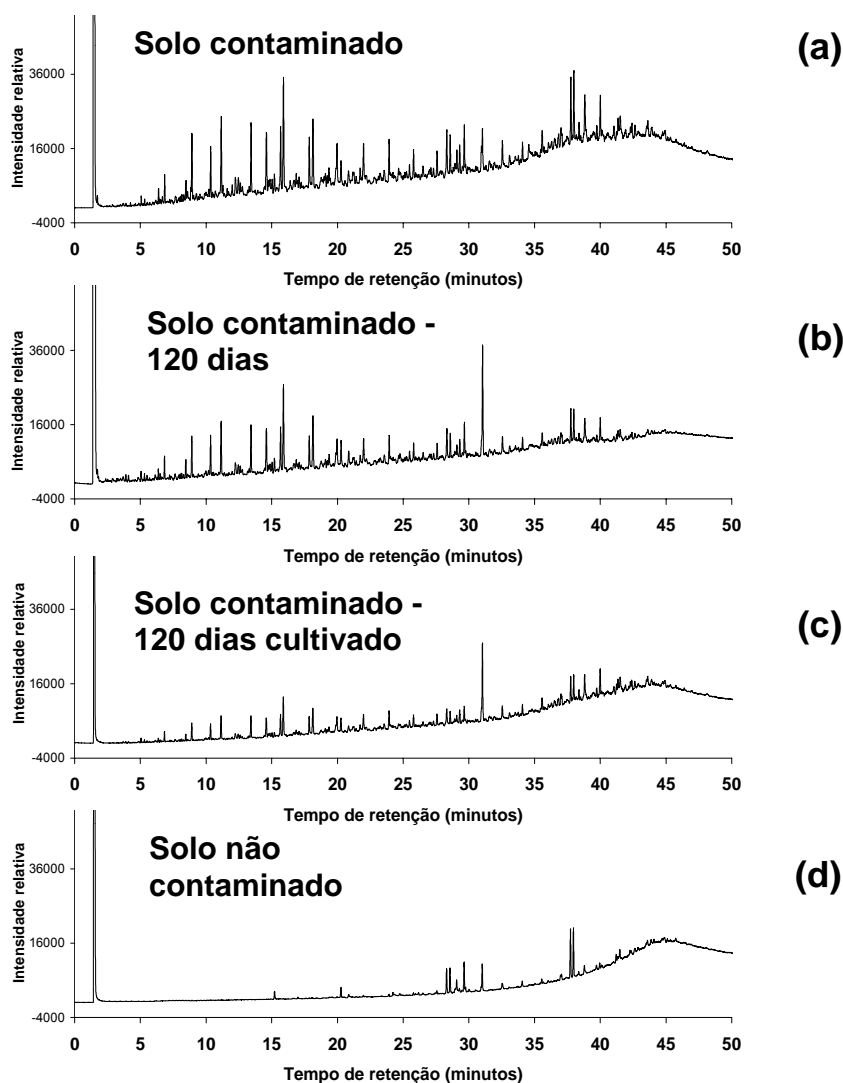 Solo contaminado
(a)
Intensidade relativa
36000
16000
-4000
0 5 10 15 20 25 30 35 40 45 50
Tempo de retenção (minutos)
Solo contaminado -
120 dias
(b)
Intensidade relativa
36000
16000
-4000
0 5 10 15 20 25 30 35 40 45 50
Tempo de retenção (minutos)
Solo contaminado -
120 dias cultivado
(c)
Intensidade relativa
36000
16000
-4000
0 5 10 15 20 25 30 35 40 45 50
Tempo de retenção (minutos)
Solo não
contaminado
(d)
Intensidade relativa
36000
16000
-4000
0 5 10 15 20 25 30 35 40 45 50
Tempo de retenção (minutos)